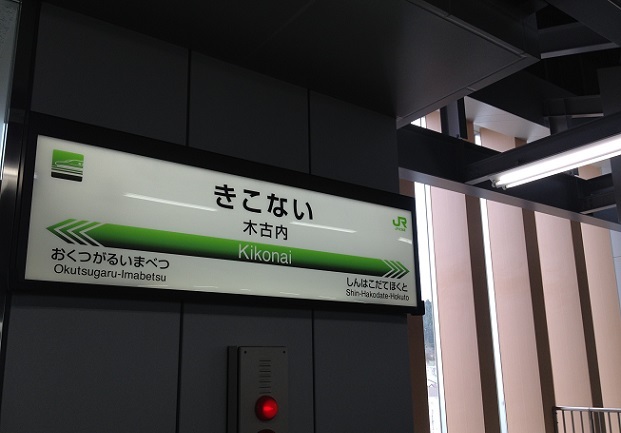 きこない
木古内
Kikonai
JR
おくつがるいまべつ
Okutsugaru-Imabetsu
しんはこだてほくと
Shin-Hakodate-Hokuto